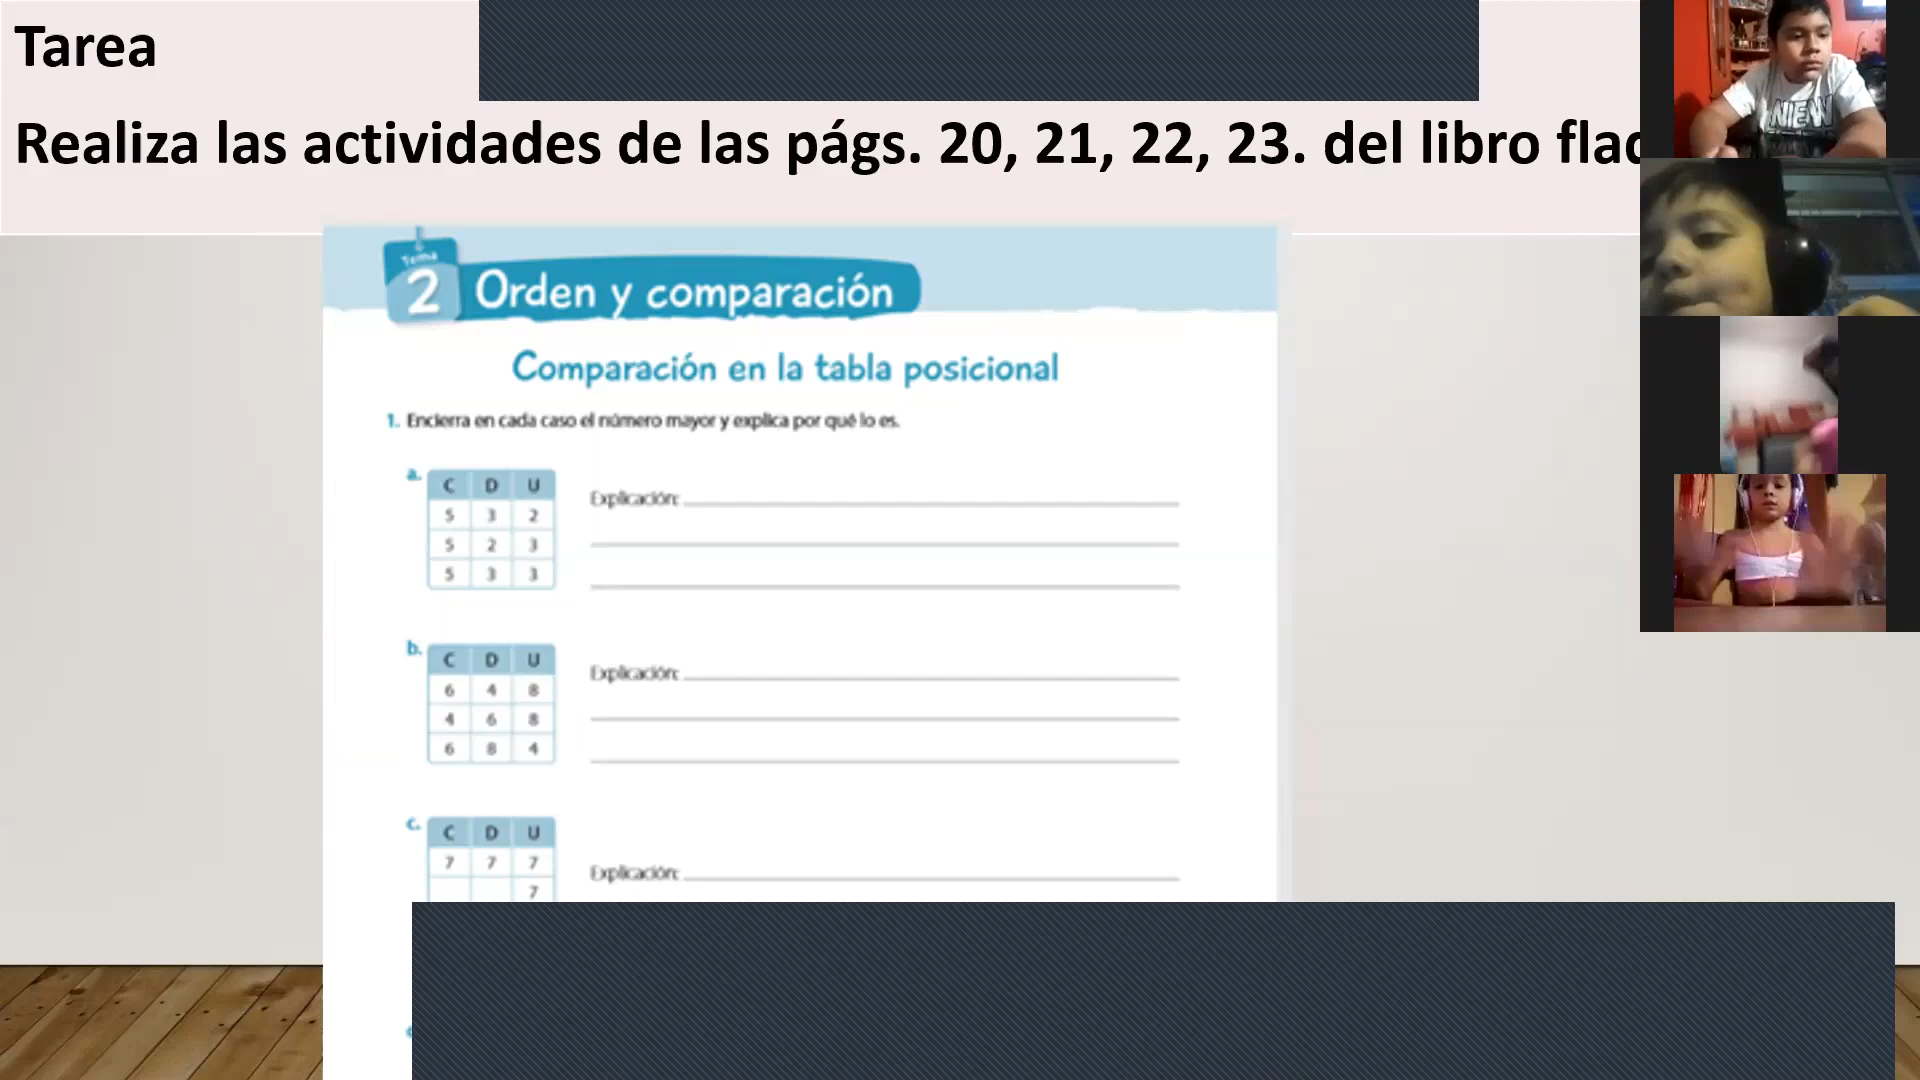 Tarea
Realiza las actividades de las págs. 20, 21, 22, 23. del libro flac
Tema
2 Orden y comparación
Comparación en la tabla posicional
1. Encierra en cada caso el número mayor y explica por qué lo es.
a.
C D U
5 3 2
5 2 3
5 3 3
Explicación:
b.
C D U
6 4 8
4 6 8
6 8 4
Explicación:
c.
C D U
7 7 7
7
Explicación:
NEW